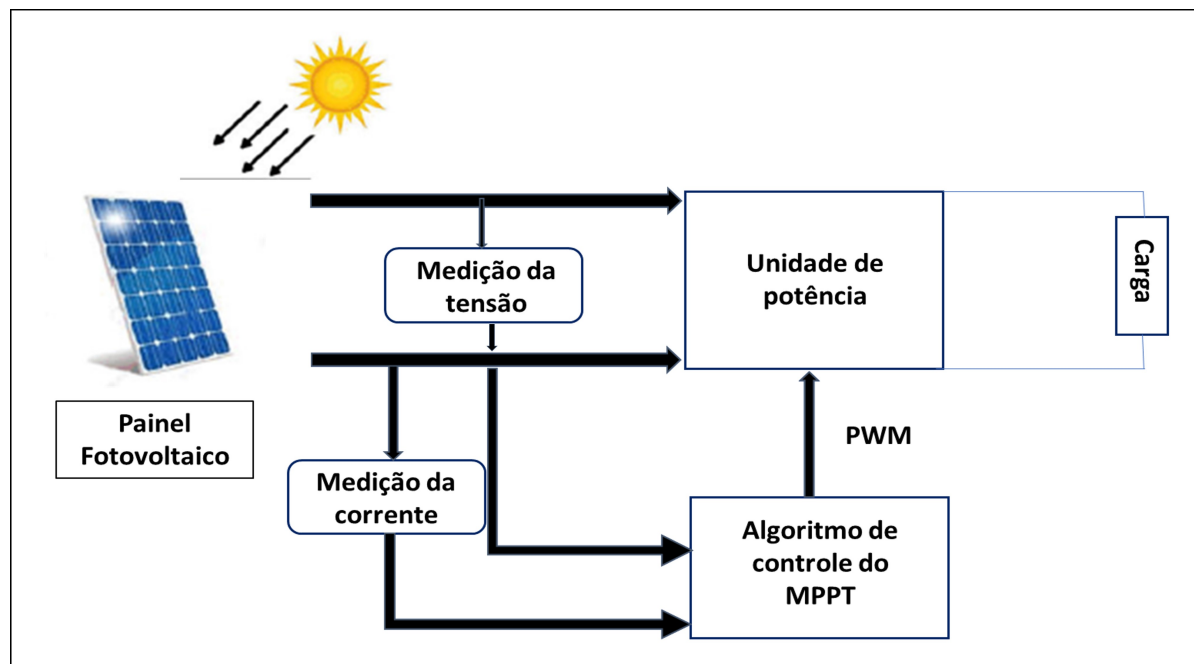 Medição da
tensão
Unidade de
potência
Carga
Painel
Fotovoltaico
Medição da
corrente
PWM
Algoritmo de
controle do
MPPT